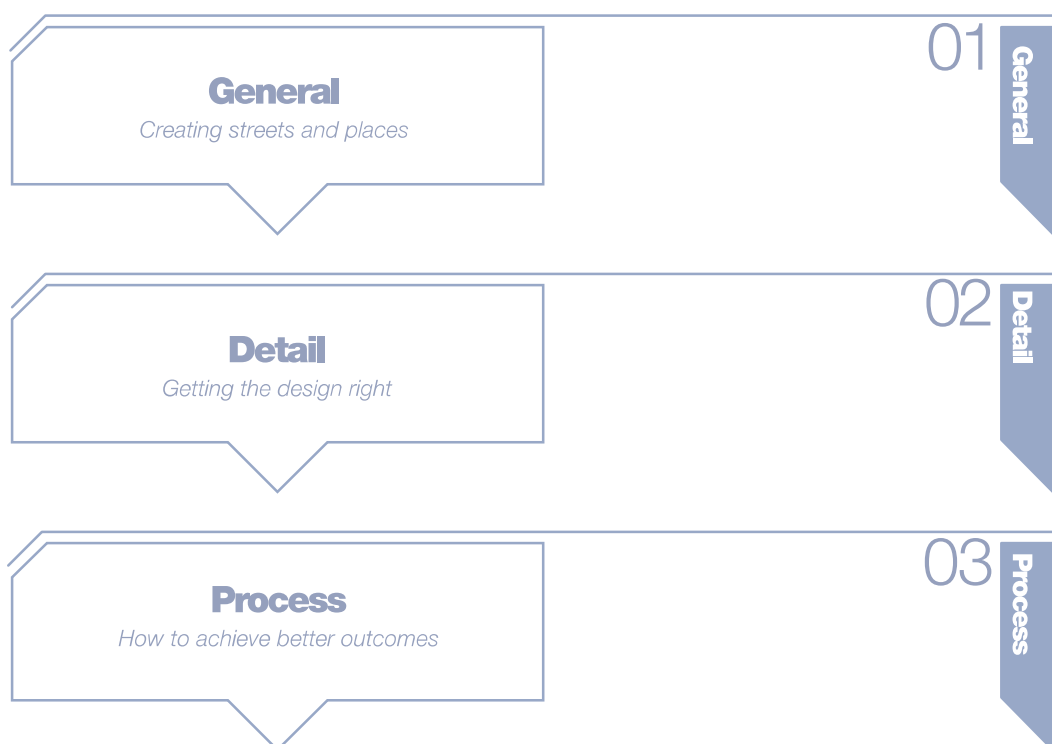 General
Creating streets and places
01
General
Detail
Getting the design right
02
Detail
Process
How to achieve better outcomes
03
Process